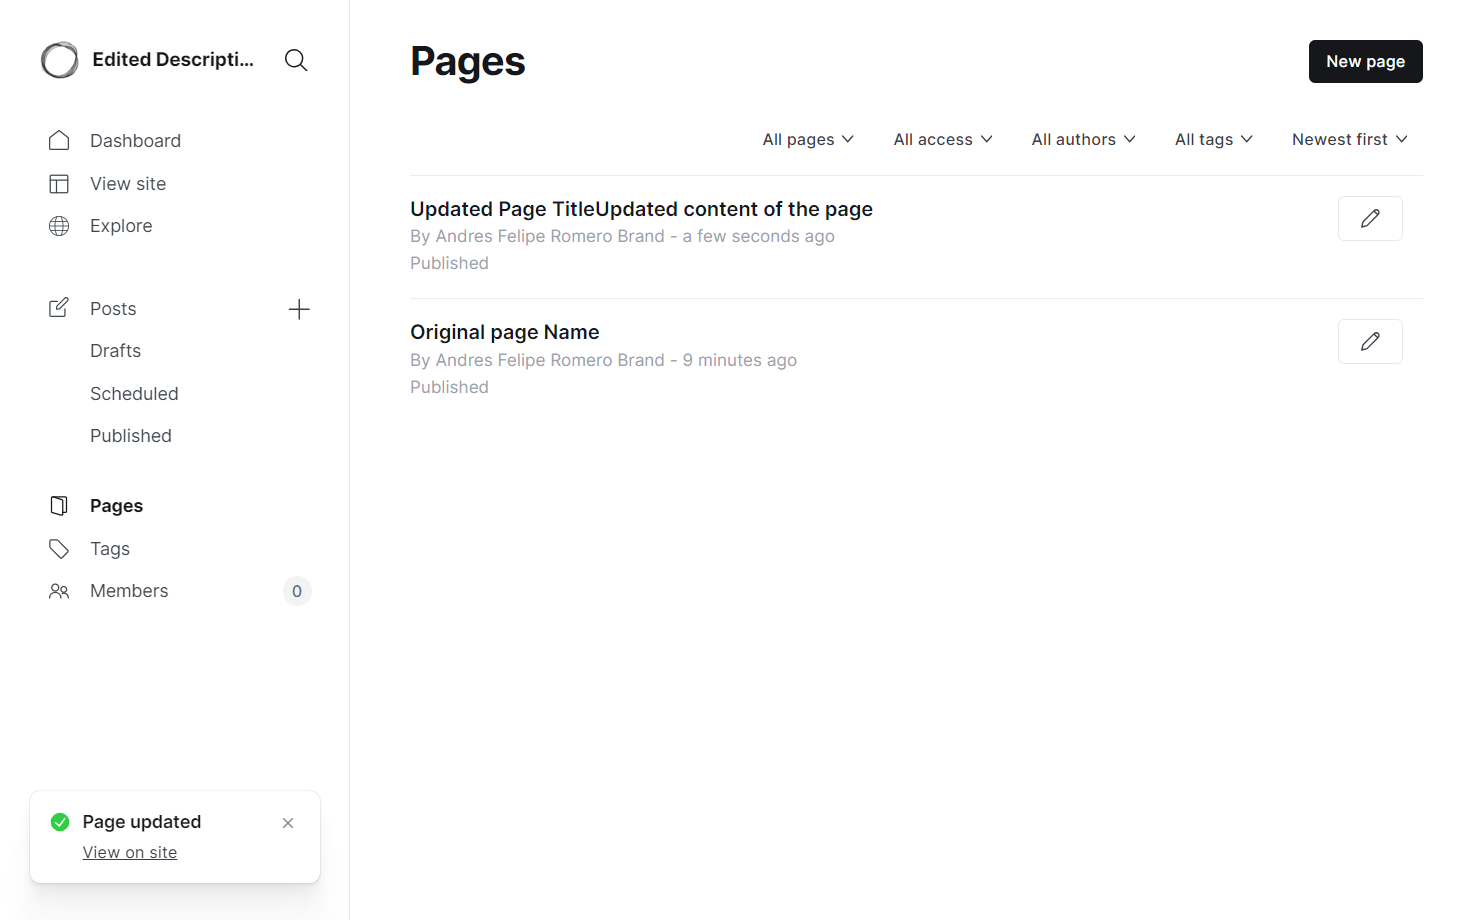 Edited Descripti...
Dashboard
View site
Explore
Posts
Drafts
Scheduled
Published
Pages
Tags
Members
0
Page updated
View on site
Pages
New page
All pages
All access
All authors
All tags
Newest first
Updated Page TitleUpdated content of the page
By Andres Felipe Romero Brand - a few seconds ago
Published
Original page Name
By Andres Felipe Romero Brand - 9 minutes ago
Published